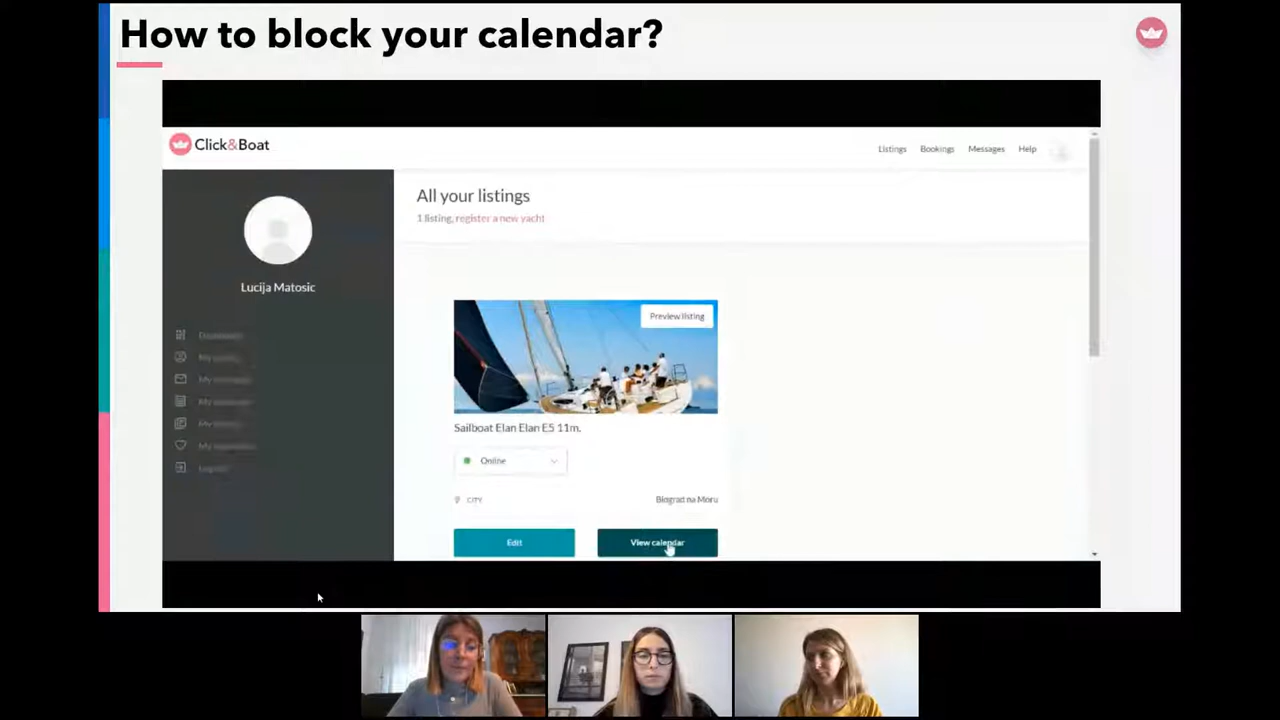 How to block your calendar?
Click&Boat
Listings Bookings Messages Help
All your listings
1 listing, register a new yacht
Lucija Matosic
Preview listing
Sailboat Elan Elan E5 11m.
Online
CITY Biograd na Moru
Edit View calendar